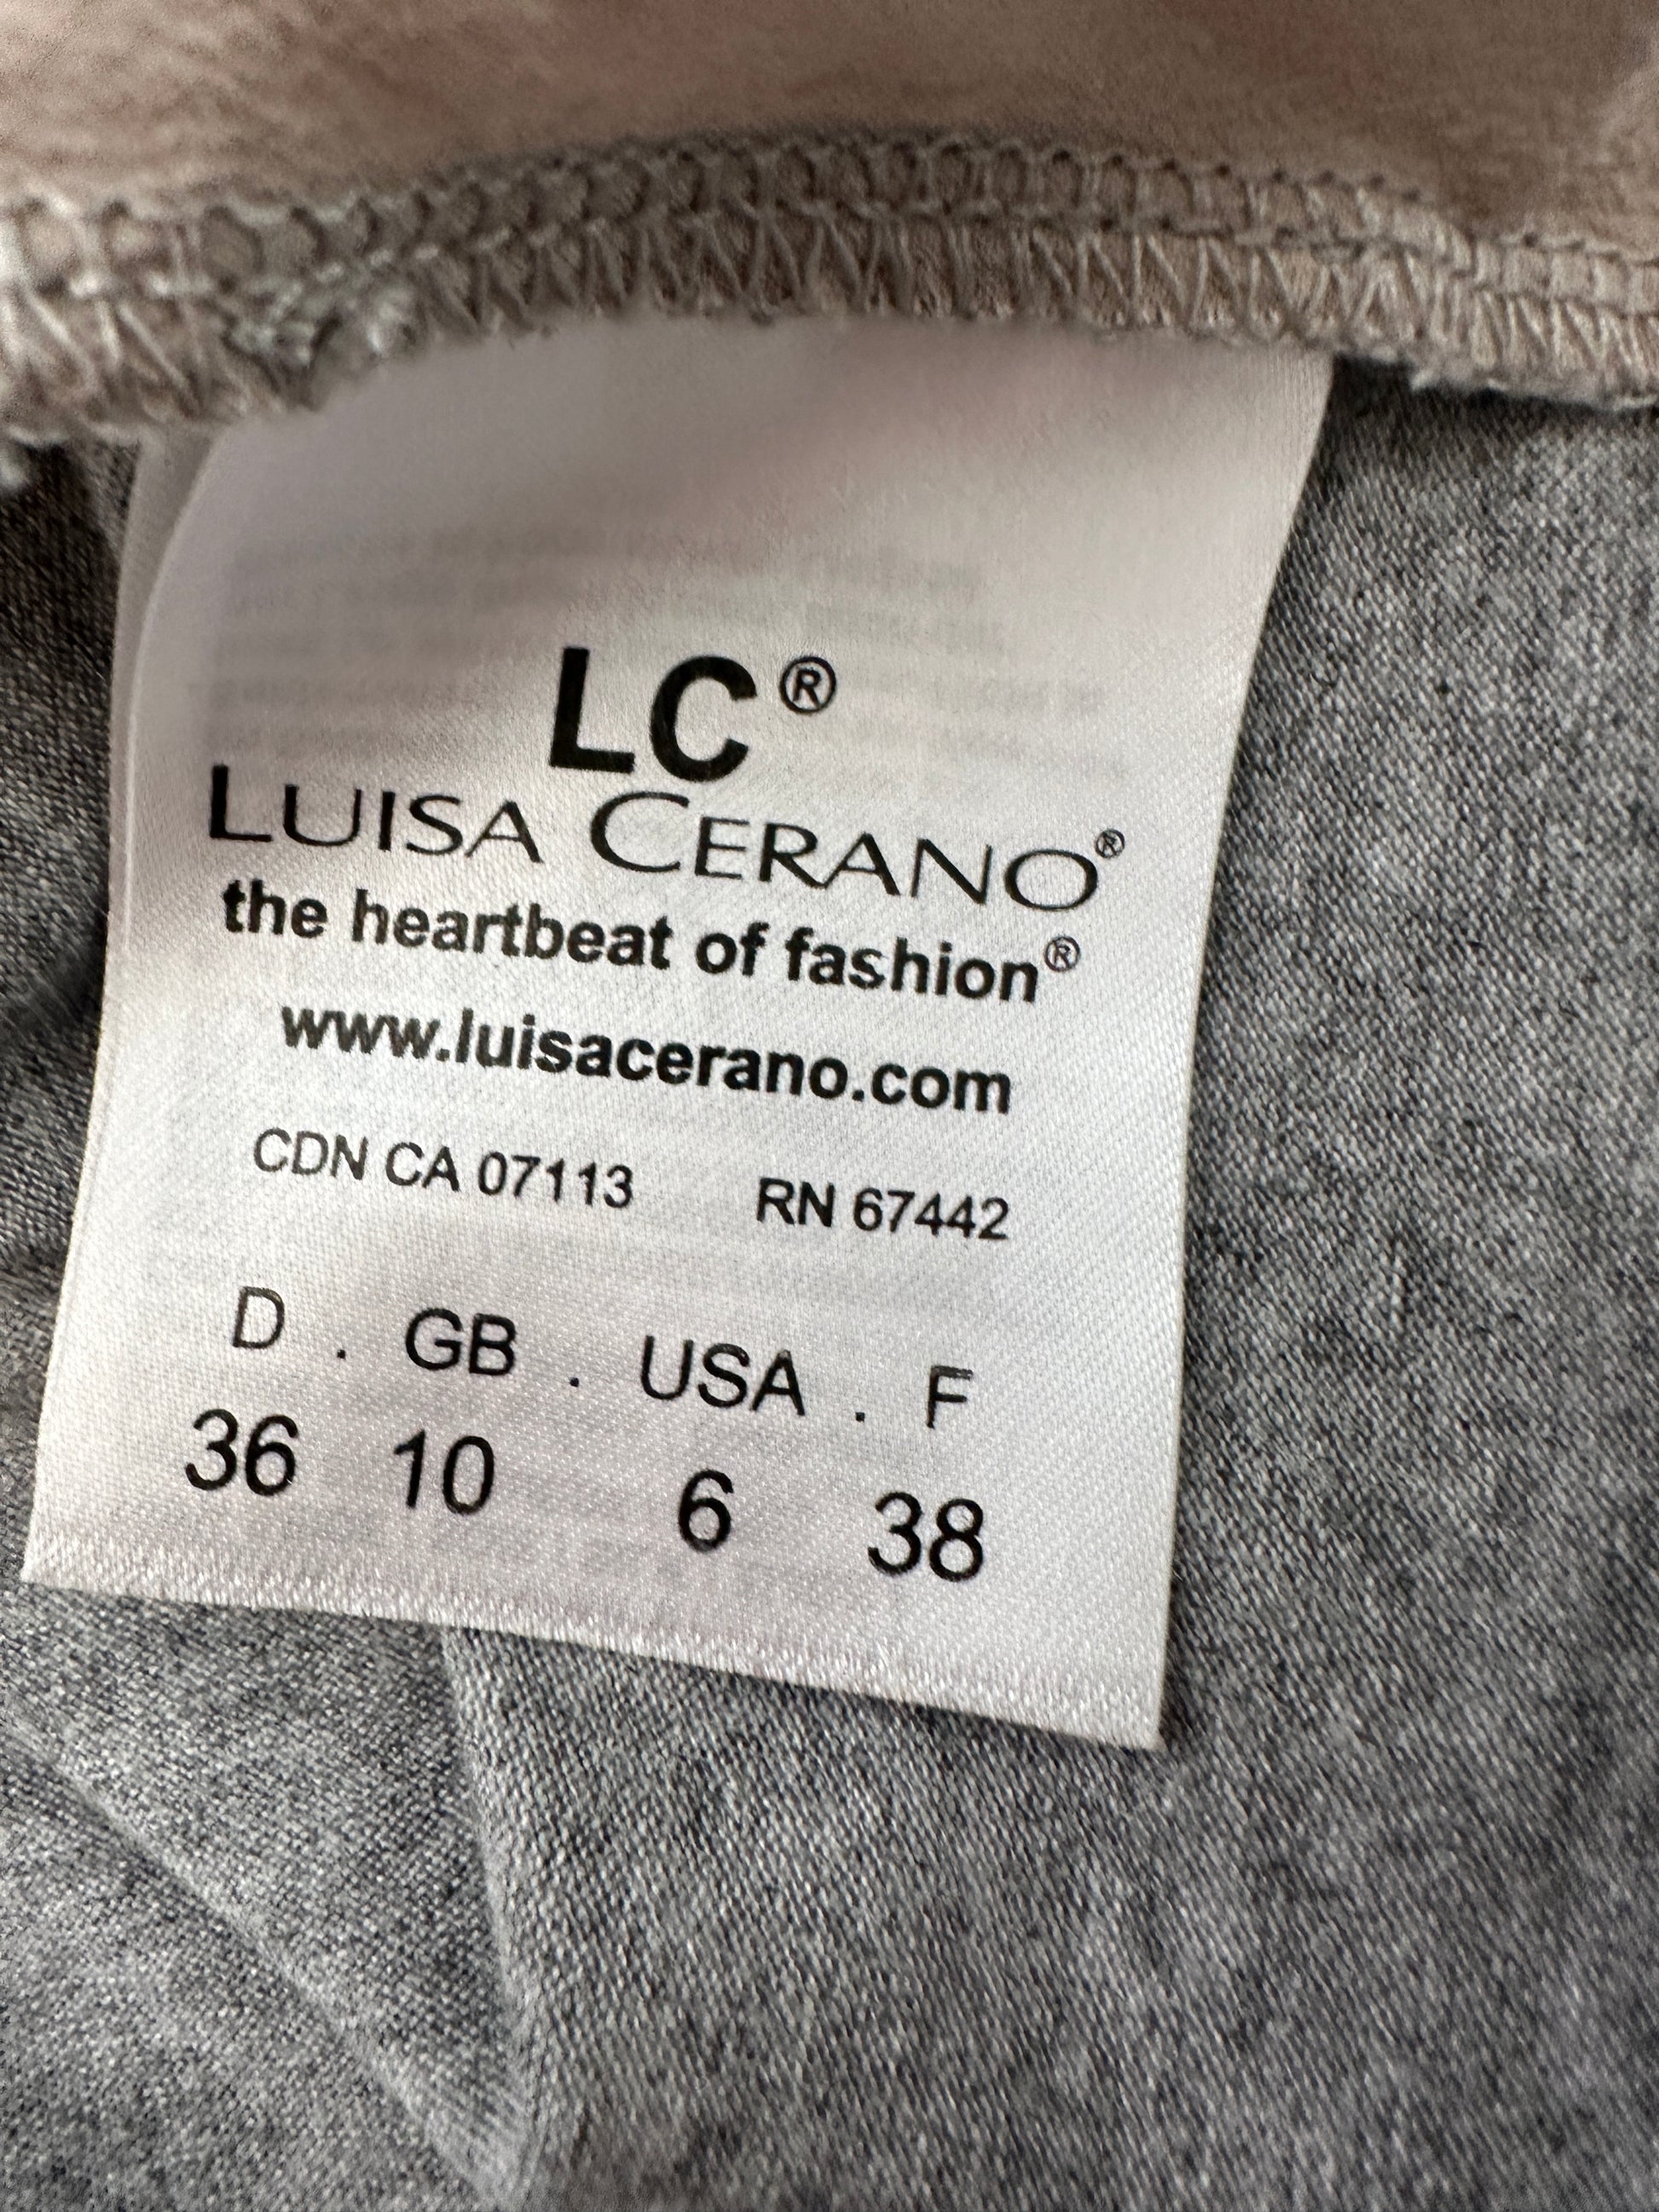 LC®
LUISA CERANO®
the heartbeat of fashion®
www.luisacerano.com
CDN CA 07113 RN 67442
D . GB . USA . F
36 10 6 38